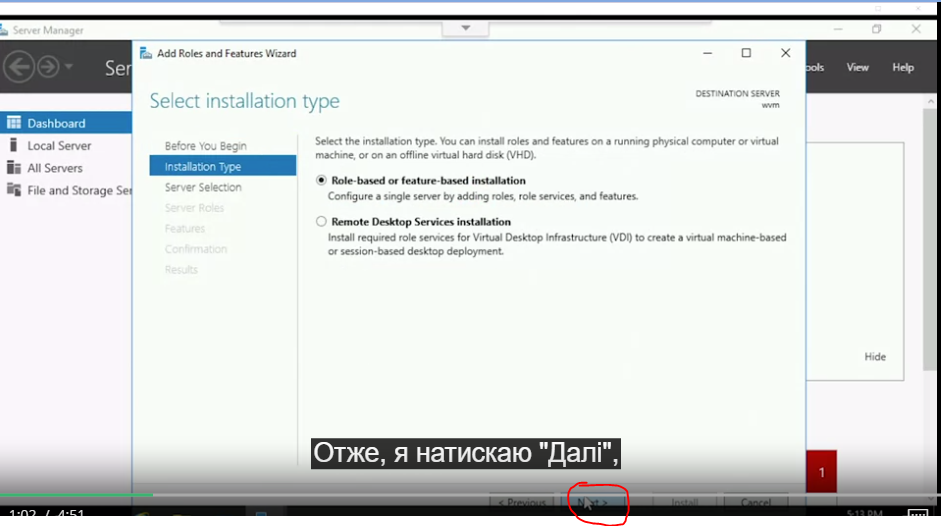 Server Manager
Add Roles and Features Wizard
Ser
ools
View
Help
Select installation type
DESTINATION SERVER
wvm
Dashboard
Local Server
All Servers
File and Storage Ser
Before You Begin
Installation Type
Server Selection
Server Roles
Features
Confirmation
Results
Select the installation type. You can install roles and features on a running physical computer or virtual
machine, or on an offline virtual hard disk (VHD).
Role-based or feature-based installation
Configure a single server by adding roles, role services, and features.
Remote Desktop Services installation
Install required role services for Virtual Desktop Infrastructure (VDI) to create a virtual machine-based
or session-based desktop deployment.
Hide
Отже, я натискаю "Далі",
1
< Previous
Next >
Install
Cancel
1:02 / 4:51
5:13 PM